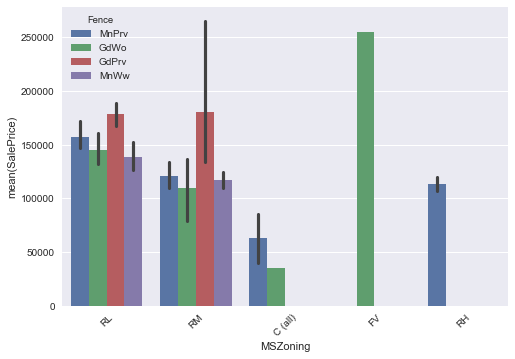 Fence
MnPrv
GdWo
GdPrv
MnWw
250000
200000
150000
100000
50000
0
mean(SalePrice)
RL
RM
C (all)
FV
RH
MSZoning